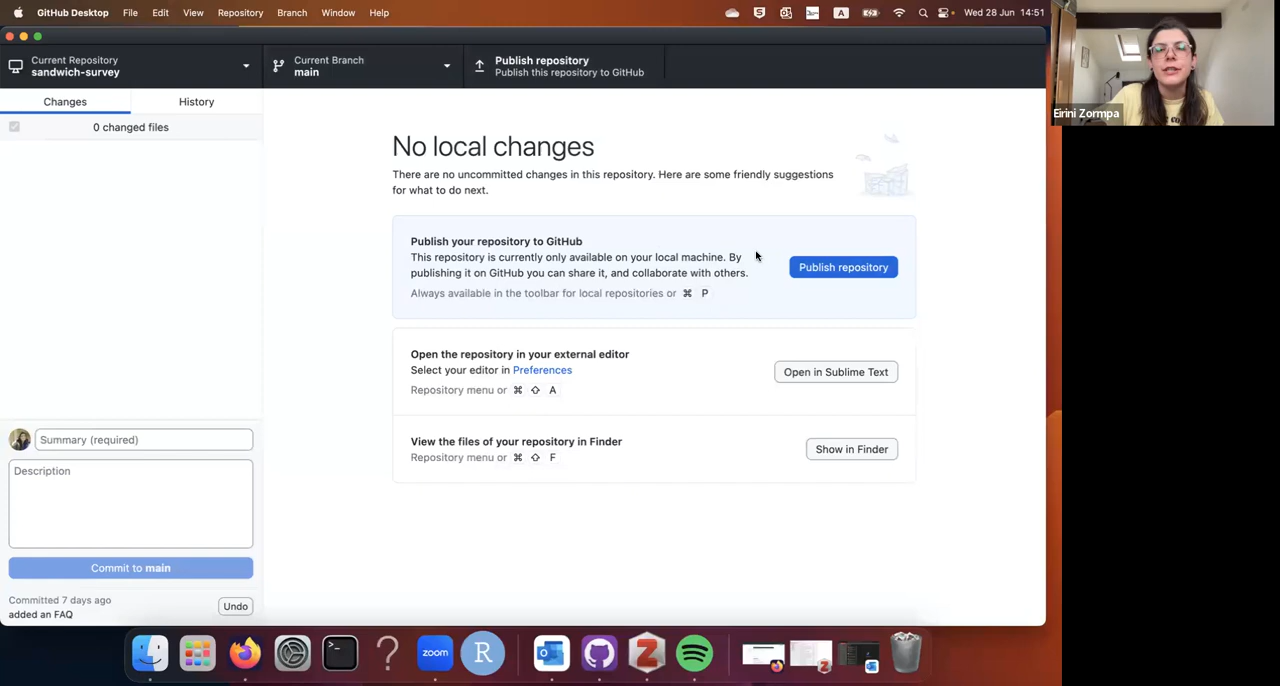 GitHub Desktop File Edit View Repository Branch Window Help
A
Wed 28 Jun 14:51
Current Repository
sandwich-survey
Current Branch
main
Publish repository
Publish this repository to GitHub
Changes
History
0 changed files
No local changes
There are no uncommitted changes in this repository. Here are some friendly suggestions
for what to do next.
Publish your repository to GitHub
This repository is currently only available on your local machine. By
publishing it on GitHub you can share it, and collaborate with others.
Always available in the toolbar for local repositories or ⌘ P
Publish repository
Open the repository in your external editor
Select your editor in Preferences
Repository menu or ⌘ ⇧ A
Open in Sublime Text
View the files of your repository in Finder
Repository menu or ⌘ ⇧ F
Show in Finder
Summary (required)
Description
Commit to main
Committed 7 days ago
added an FAQ
Undo
Eirini Zormpa
zoom
R
Z